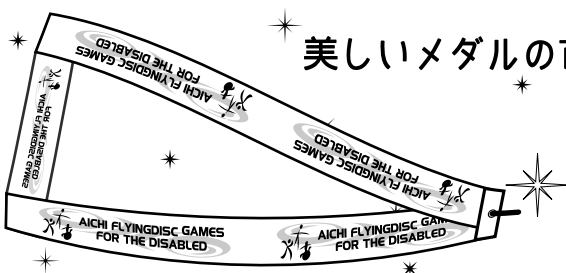 美しいメダルの
AICHI FLYINGDISC GAMES
FOR THE DISABLED
AICHI FLYINGDISC GAMES
FOR THE DISABLED
AICHI FLYINGDISC GAMES
FOR THE DISABLED
AICHI FLYINGDISC GAMES
FOR THE DISABLED
AICHI FLYINGDISC GAM
FOR THE DISABLED